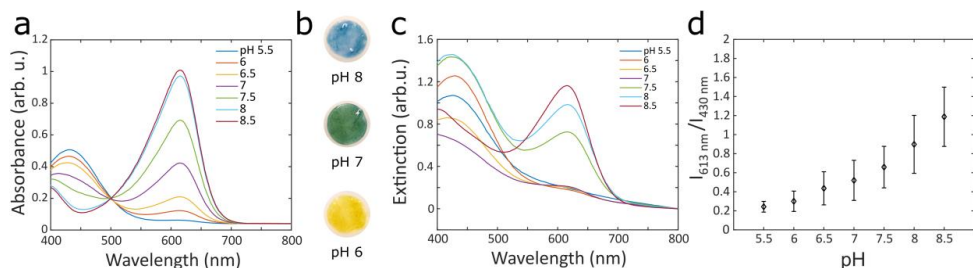 a
Absorbance (arb. u.)
1.2
1
0.8
0.6
0.4
0.2
0
400 500 600 700 800
Wavelength (nm)
pH 5.5
6
6.5
7
7.5
8
8.5
b
pH 8
pH 7
pH 6
c
Extinction (arb.u.)
1.6
1.2
0.8
0.4
0
400 500 600 700 800
Wavelength (nm)
pH 5.5
6
6.5
7
7.5
8
8.5
d
I613 nm/I430 nm
2
1.8
1.6
1.4
1.2
1
0.8
0.6
0.4
0.2
0
5.5 6 6.5 7 7.5 8 8.5
pH